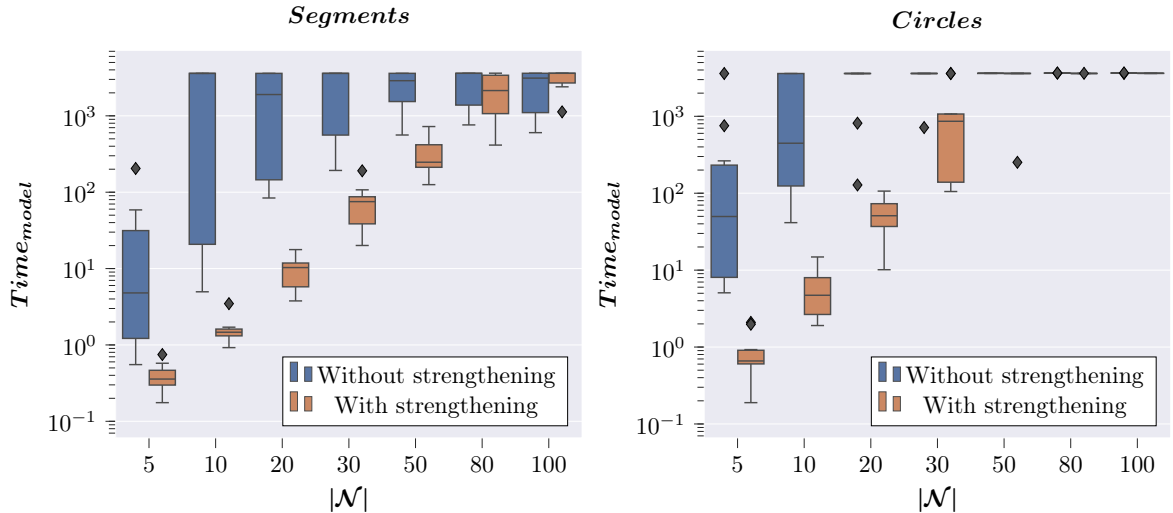 Segments
Time_model
10^3
10^2
10^1
10^0
10^−1
5 10 20 30 50 80 100
|𝒩|
Without strengthening
With strengthening
Circles
Time_model
10^3
10^2
10^1
10^0
10^−1
5 10 20 30 50 80 100
|𝒩|
Without strengthening
With strengthening